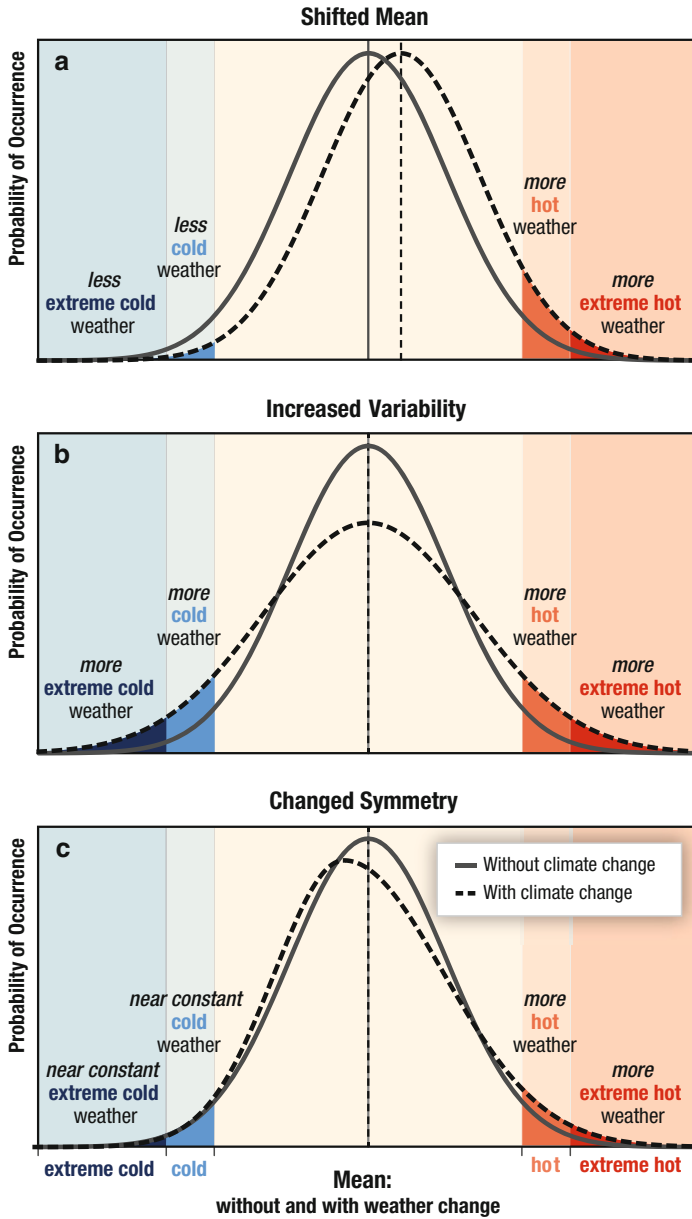 Shifted Mean
a
Probability of Occurrence
less
extreme cold
weather
less
cold
weather
more
hot
weather
more
extreme hot
weather
Increased Variability
b
Probability of Occurrence
more
extreme cold
weather
more
cold
weather
more
hot
weather
more
extreme hot
weather
Changed Symmetry
c
Probability of Occurrence
Without climate change
With climate change
near constant
extreme cold
weather
near constant
cold
weather
more
hot
weather
more
extreme hot
weather
extreme cold
cold
Mean:
without and with weather change
hot
extreme hot